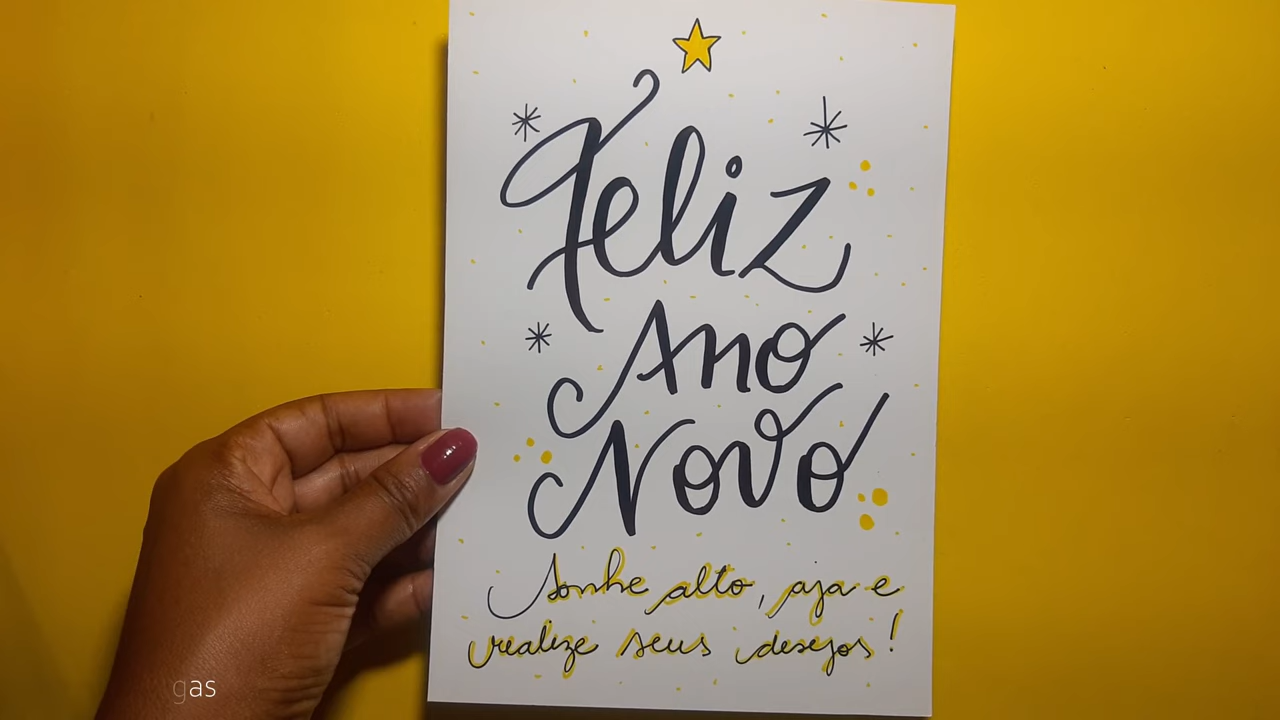 Feliz
Ano
Novo
Sonhe alto, aja e
realize seus desejos!
gas